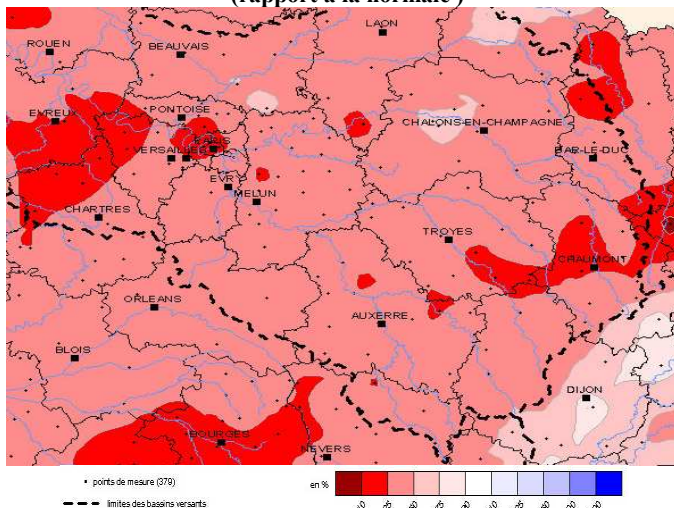 (rapport à la normale )
LAON
ROUEN
BEAUVAIS
EVREUX
PONTOISE
CHALONS-EN-CHAMPAGNE
PARIS
VERSAILLES
BAR-LE-DUC
EVRY
MELUN
CHARTRES
TROYES
CHAUMONT
ORLEANS
AUXERRE
BLOIS
DIJON
BOURGES
NEVERS
points de mesure (379)
en %
limites des bassins versants